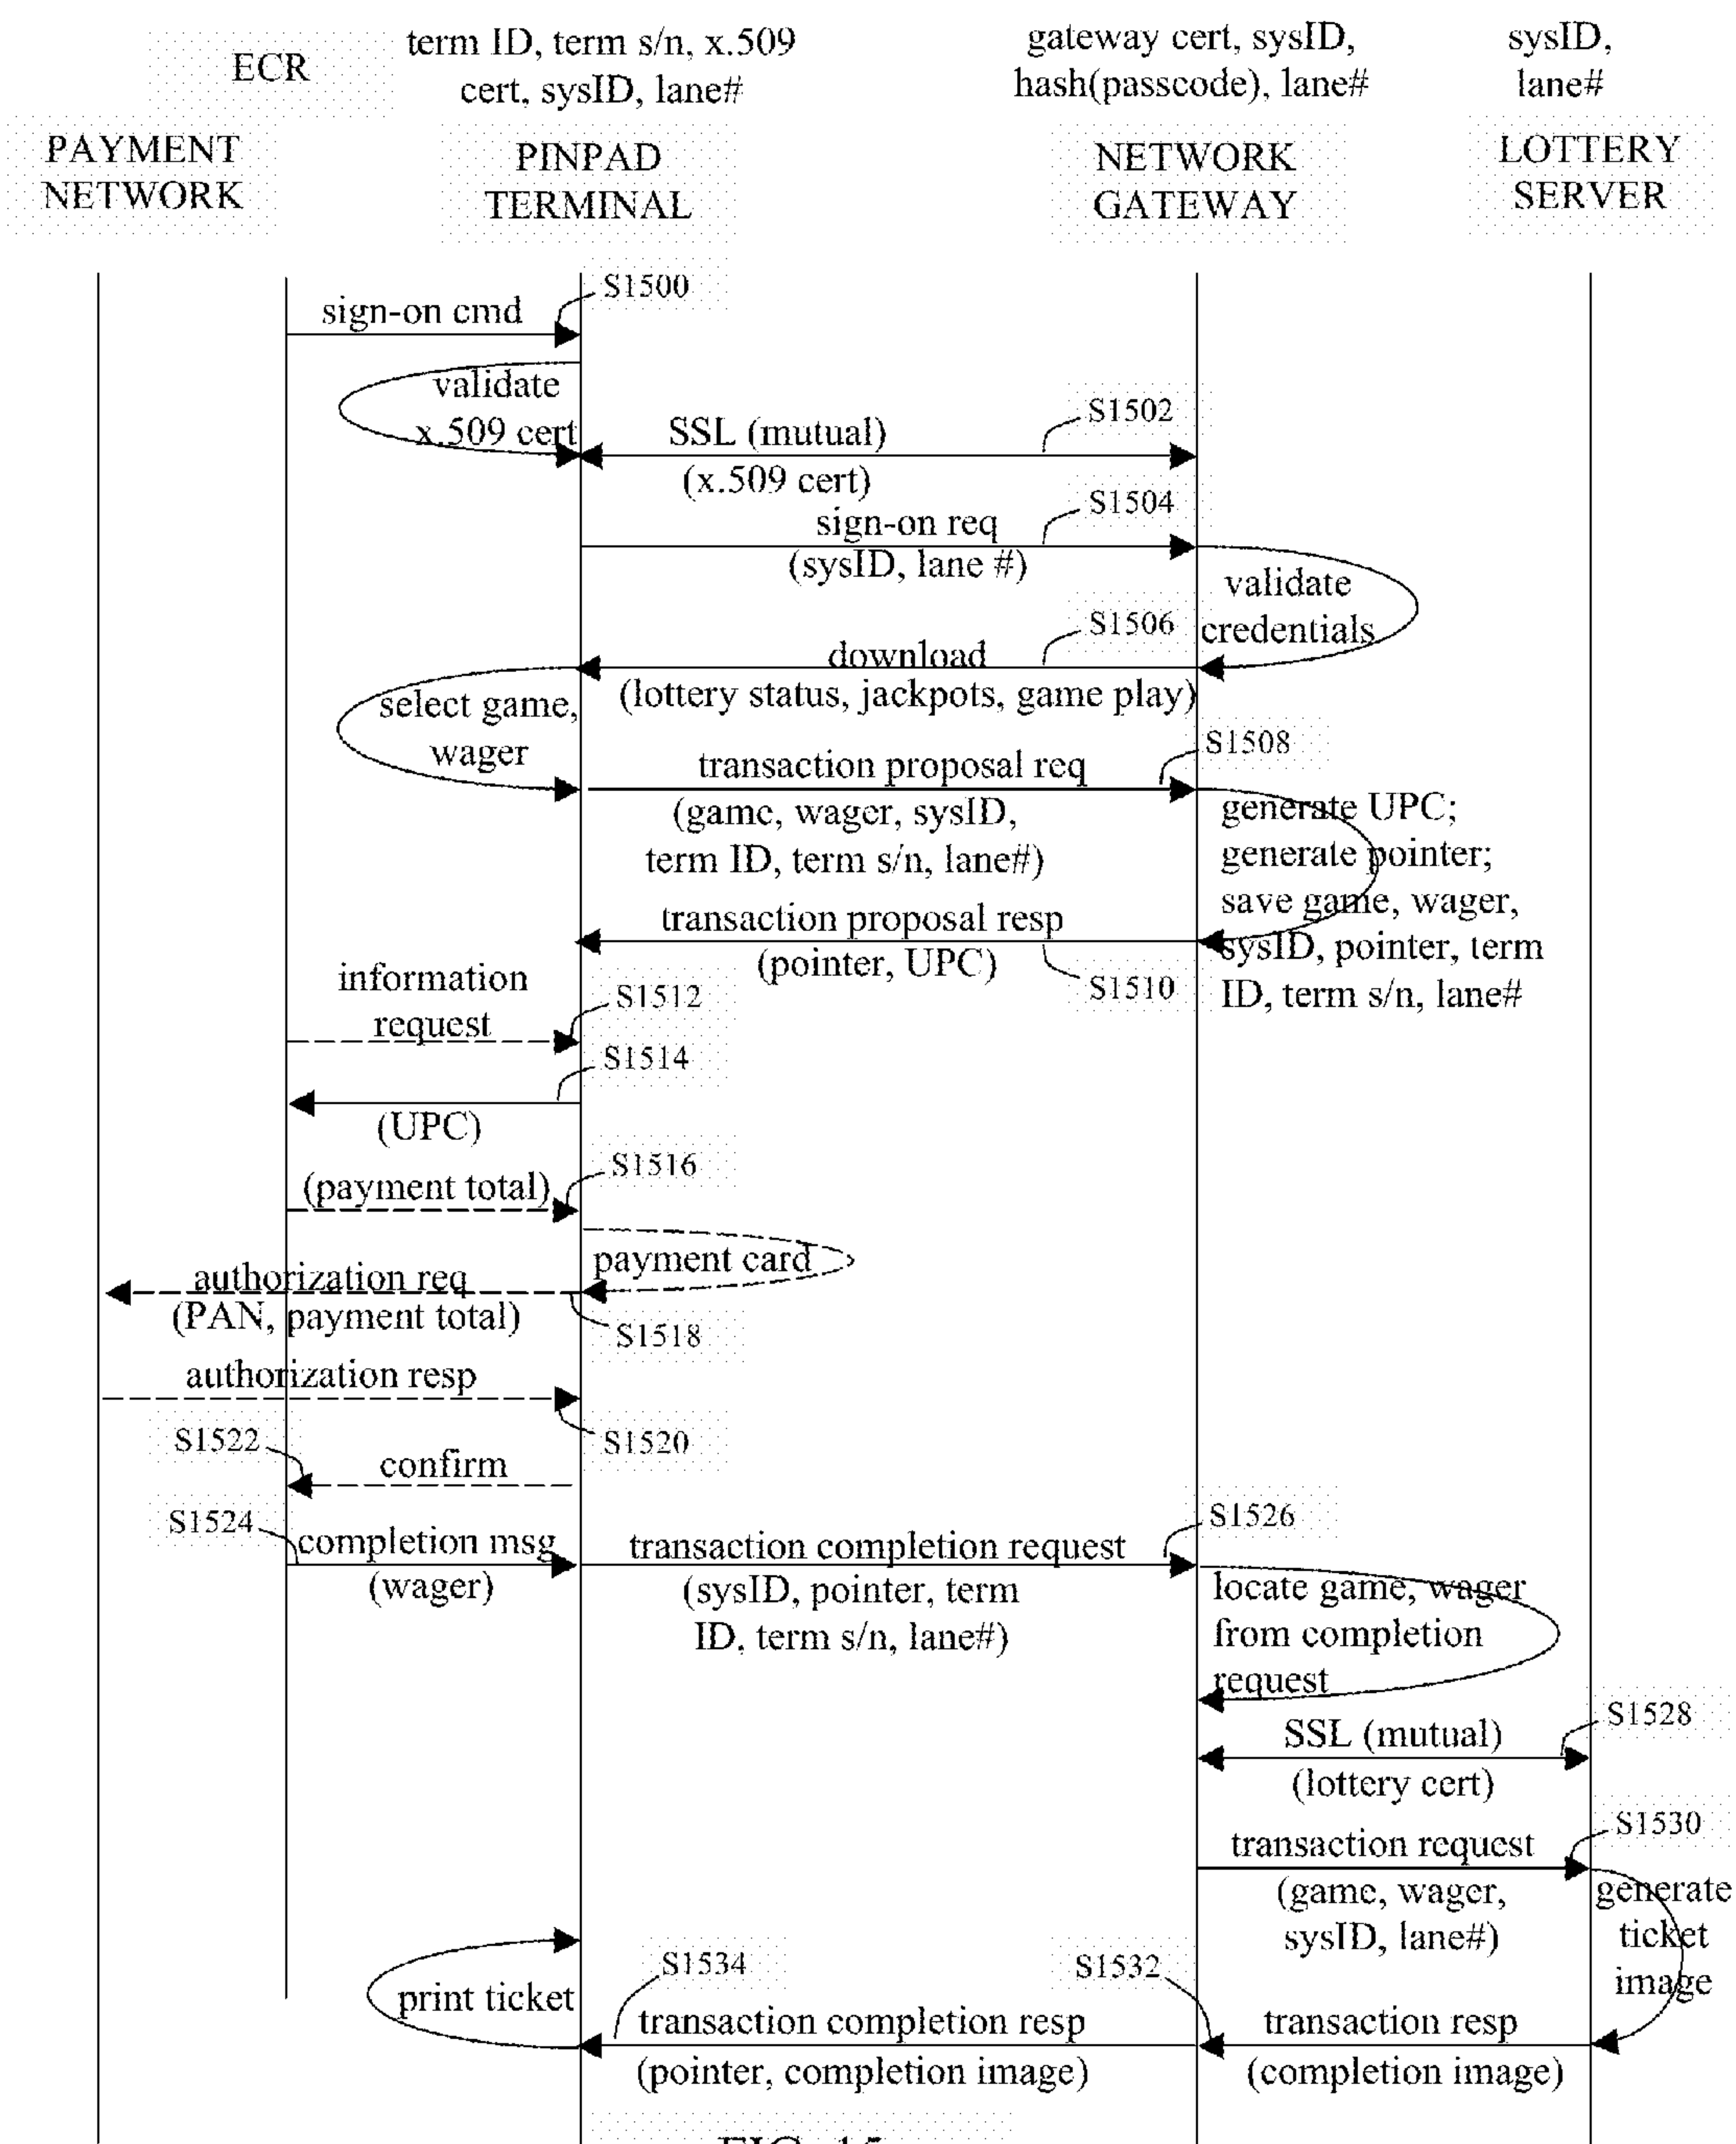 ECR
term ID, term s/n, x.509
cert, sysID, lane#
gateway cert, sysID,
hash(passcode), lane#
sysID,
lane#
PAYMENT
NETWORK
PINPAD
TERMINAL
NETWORK
GATEWAY
LOTTERY
SERVER
S1500
sign-on cmd
validate
x.509 cert
S1502
SSL (mutual)
(x.509 cert)
S1504
sign-on req
(sysID, lane #)
validate
credentials
S1506
download
(lottery status, jackpots, game play)
select game,
wager
S1508
transaction proposal req
(game, wager, sysID,
term ID, term s/n, lane#)
generate UPC;
generate pointer;
save game, wager,
sysID, pointer, term
ID, term s/n, lane#
transaction proposal resp
(pointer, UPC)
S1510
information
request
S1512
S1514
(UPC)
S1516
(payment total)
payment card
authorization req
(PAN, payment total)
S1518
authorization resp
S1520
S1522
confirm
S1524
completion msg
(wager)
S1526
transaction completion request
(sysID, pointer, term
ID, term s/n, lane#)
locate game, wager
from completion
request
S1528
SSL (mutual)
(lottery cert)
S1530
transaction request
(game, wager,
sysID, lane#)
generate
ticket
image
print ticket
S1534
S1532
transaction completion resp
(pointer, completion image)
transaction resp
(completion image)